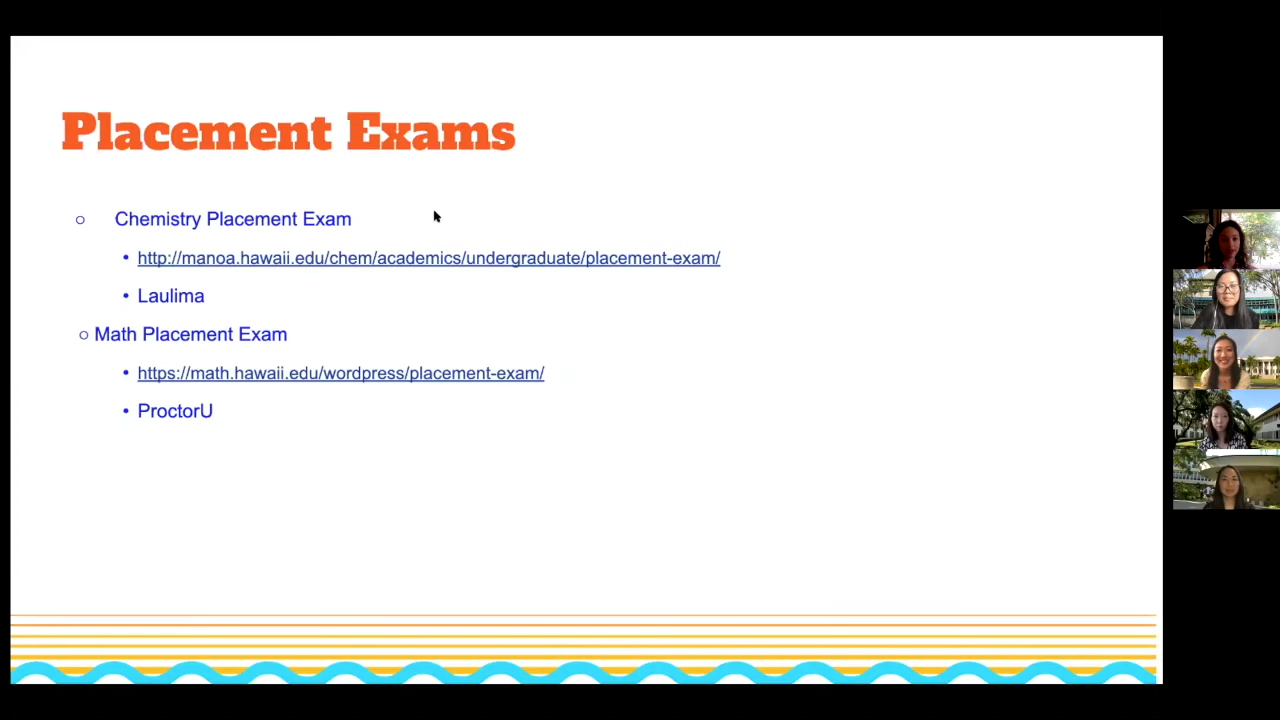 Placement Exams
○ Chemistry Placement Exam
• http://manoa.hawaii.edu/chem/academics/undergraduate/placement-exam/
• Laulima
○ Math Placement Exam
• https://math.hawaii.edu/wordpress/placement-exam/
• ProctorU